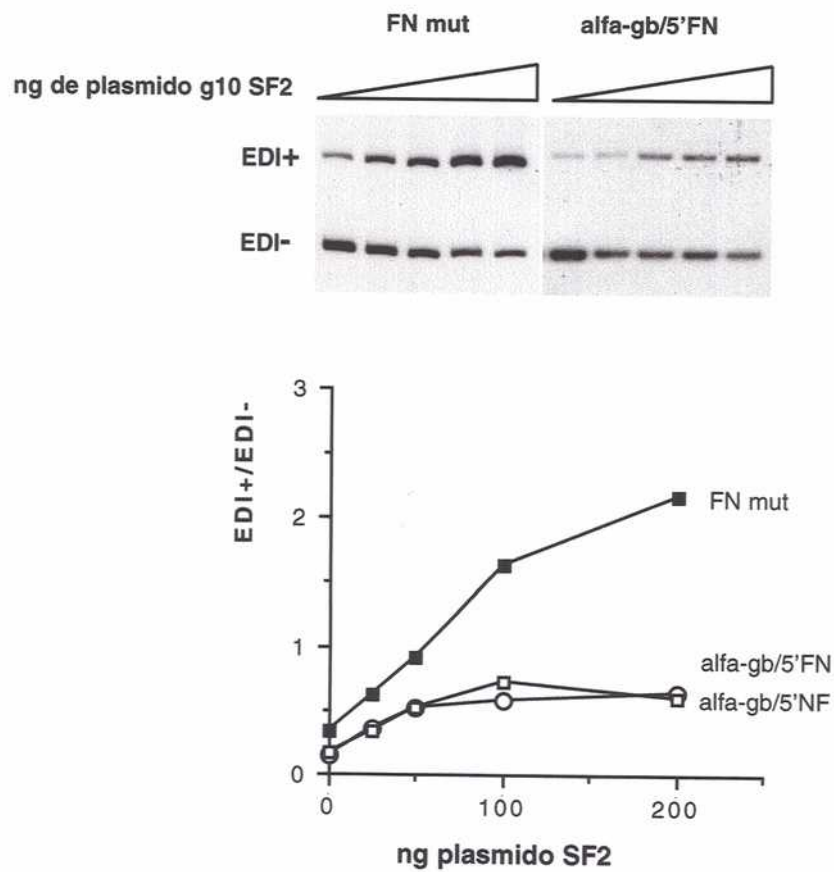 FN mut
alfa-gb/5'FN
ng de plasmido g10 SF2
EDI+
EDI-
3
2
1
0
EDI+/EDI-
FN mut
alfa-gb/5'FN
alfa-gb/5'NF
0
100
200
ng plasmido SF2